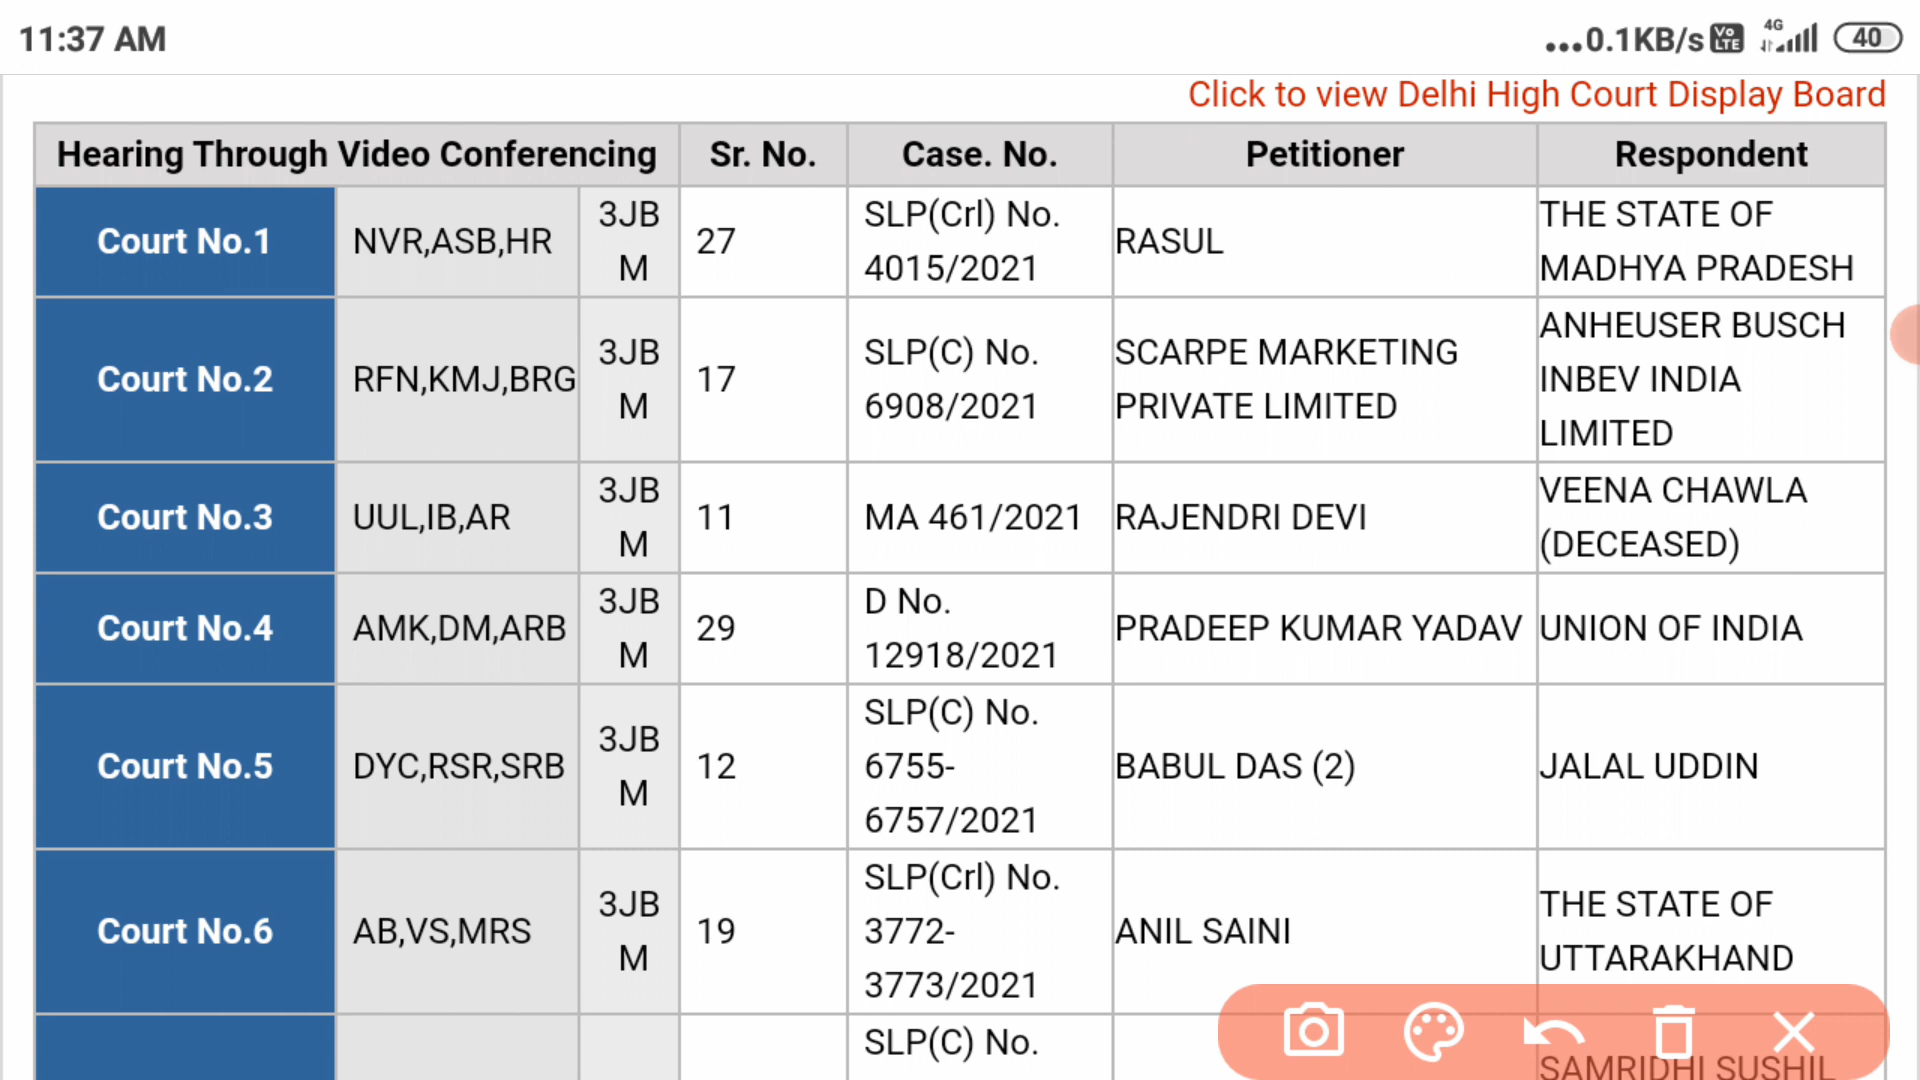 11:37 AM
...0.1KB/s Vo LTE 4G 40
Click to view Delhi High Court Display Board
Hearing Through Video Conferencing Sr. No. Case. No. Petitioner Respondent
Court No.1 NVR,ASB,HR 3JB M 27 SLP(Crl) No. 4015/2021 RASUL THE STATE OF MADHYA PRADESH
Court No.2 RFN,KMJ,BRG 3JB M 17 SLP(C) No. 6908/2021 SCARPE MARKETING PRIVATE LIMITED ANHEUSER BUSCH INBEV INDIA LIMITED
Court No.3 UUL,IB,AR 3JB M 11 MA 461/2021 RAJENDRI DEVI VEENA CHAWLA (DECEASED)
Court No.4 AMK,DM,ARB 3JB M 29 D No. 12918/2021 PRADEEP KUMAR YADAV UNION OF INDIA
Court No.5 DYC,RSR,SRB 3JB M 12 SLP(C) No. 6755-6757/2021 BABUL DAS (2) JALAL UDDIN
Court No.6 AB,VS,MRS 3JB M 19 SLP(Crl) No. 3772-3773/2021 ANIL SAINI THE STATE OF UTTARAKHAND
SLP(C) No. SAMRIDHI SUSHIL